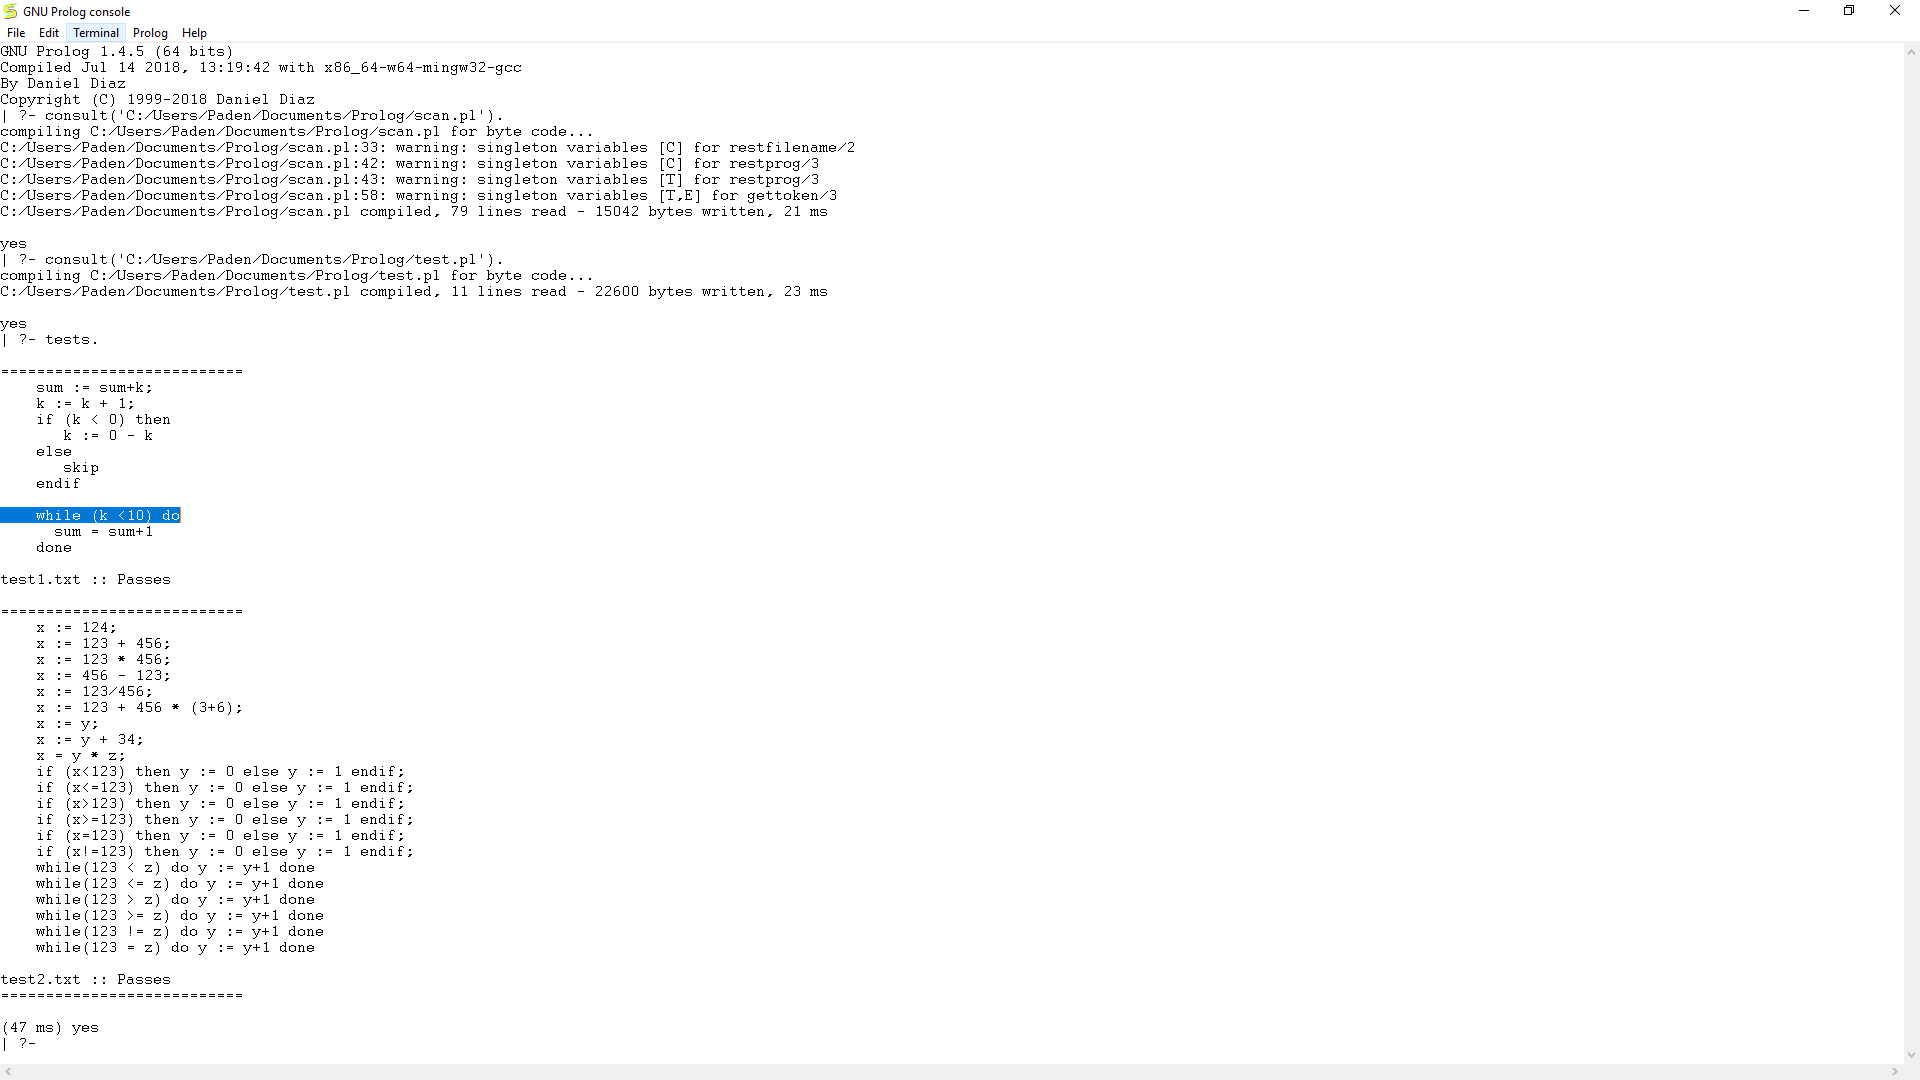 GNU Prolog console
File Edit Terminal Prolog Help
GNU Prolog 1.4.5 (64 bits)
Compiled Jul 14 2018, 13:19:42 with x86_64-w64-mingw32-gcc
By Daniel Diaz
Copyright (C) 1999-2018 Daniel Diaz
| ?- consult('C:/Users/Paden/Documents/Prolog/scan.pl').
compiling C:/Users/Paden/Documents/Prolog/scan.pl for byte code...
C:/Users/Paden/Documents/Prolog/scan.pl:33: warning: singleton variables [C] for restfilename/2
C:/Users/Paden/Documents/Prolog/scan.pl:42: warning: singleton variables [C] for restprog/3
C:/Users/Paden/Documents/Prolog/scan.pl:43: warning: singleton variables [T] for restprog/3
C:/Users/Paden/Documents/Prolog/scan.pl:58: warning: singleton variables [T,E] for gettoken/3
C:/Users/Paden/Documents/Prolog/scan.pl compiled, 79 lines read - 15042 bytes written, 21 ms
yes
| ?- consult('C:/Users/Paden/Documents/Prolog/test.pl').
compiling C:/Users/Paden/Documents/Prolog/test.pl for byte code...
C:/Users/Paden/Documents/Prolog/test.pl compiled, 11 lines read - 22600 bytes written, 23 ms
yes
| ?- tests.
===========================
sum := sum+k;
k := k + 1;
if (k < 0) then
k := 0 - k
else
skip
endif
while (k <10) do
sum = sum+1
done
test1.txt :: Passes
===========================
x := 124;
x := 123 + 456;
x := 123 * 456;
x := 456 - 123;
x := 123/456;
x := 123 + 456 * (3+6);
x := y;
x := y + 34;
x = y * z;
if (x<123) then y := 0 else y := 1 endif;
if (x<=123) then y := 0 else y := 1 endif;
if (x>123) then y := 0 else y := 1 endif;
if (x>=123) then y := 0 else y := 1 endif;
if (x=123) then y := 0 else y := 1 endif;
if (x!=123) then y := 0 else y := 1 endif;
while(123 < z) do y := y+1 done
while(123 <= z) do y := y+1 done
while(123 > z) do y := y+1 done
while(123 >= z) do y := y+1 done
while(123 != z) do y := y+1 done
while(123 = z) do y := y+1 done
test2.txt :: Passes
===========================
(47 ms) yes
| ?-